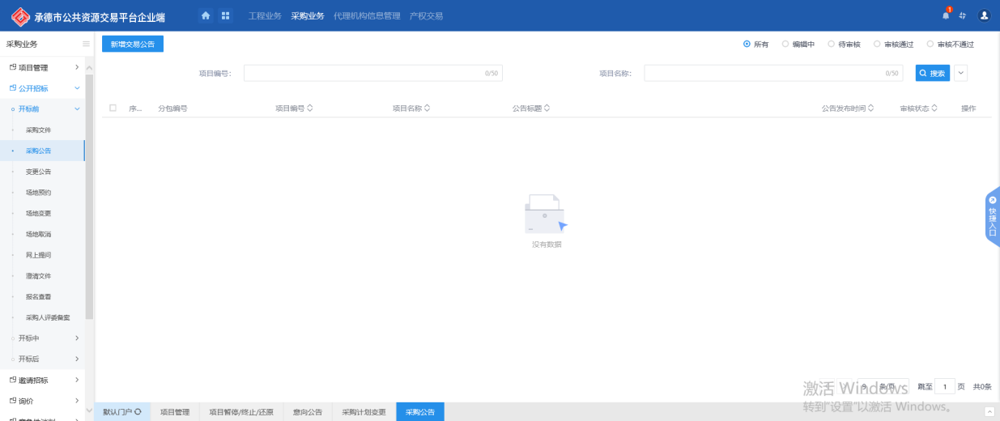 承德市公共资源交易平台企业端
工程业务 采购业务 代理机构信息管理 产权交易
1
采购业务
项目管理
公开招标
开标前
采购文件
采购公告
变更公告
场地预约
场地变更
场地取消
网上提问
澄清文件
报名查看
采购人评委备案
开标中
开标后
邀请招标
询价
新增交易公告
所有 编辑中 待审核 审核通过 审核不通过
项目编号: 0/50 项目名称: 0/50 搜索
序... 分包编号 项目编号 项目名称 公告标题 公告发布时间 审核状态 操作
没有数据
快捷入口
激活 Windows
转到"设置"以激活 Windows。
9 条/页 跳至 1 页 共0条
默认门户 项目管理 项目暂停/终止/还原 意向公告 采购计划变更 采购公告